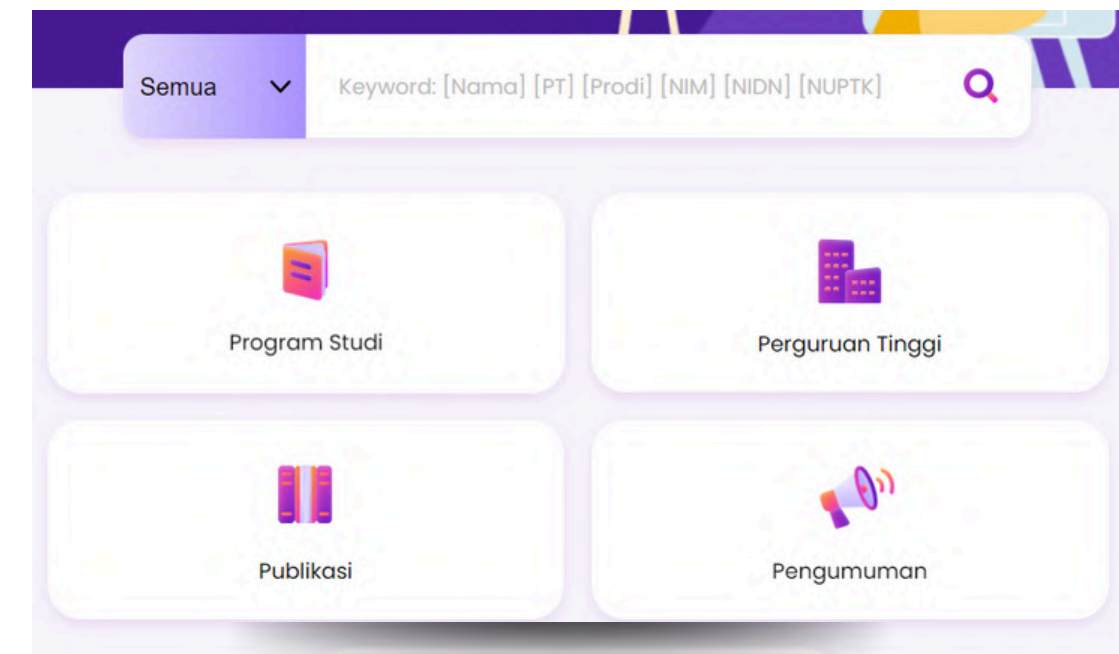 Semua
Keyword: [Nama] [PT] [Prodi] [NIM] [NIDN] [NUPTK]
Program Studi
Perguruan Tinggi
Publikasi
Pengumuman